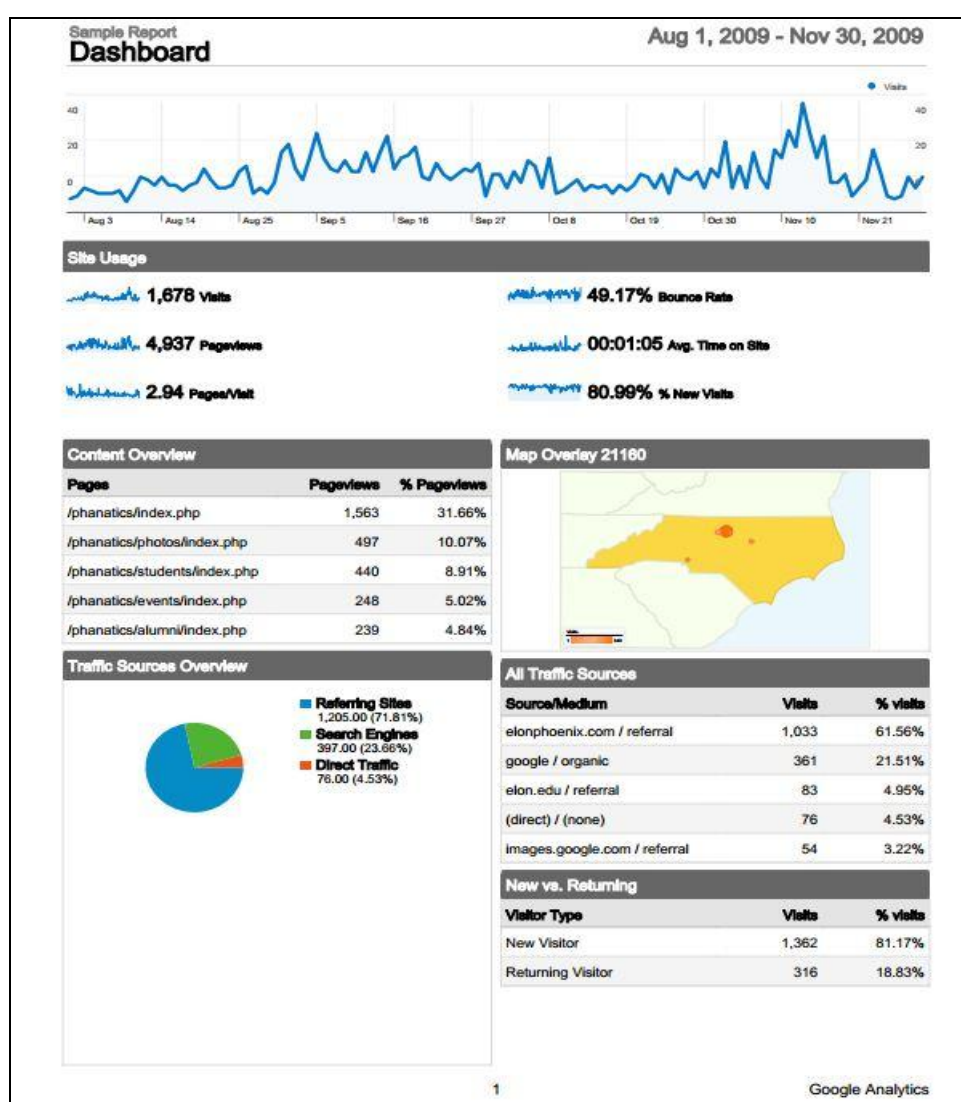 Sample Report
Dashboard
Aug 1, 2009 - Nov 30, 2009
Visits
40 40
20 20
0
Aug 3 Aug 14 Aug 25 Sep 5 Sep 16 Sep 27 Oct 8 Oct 19 Oct 30 Nov 10 Nov 21
Site Usage
1,678 Visits
49.17% Bounce Rate
4,937 Pageviews
00:01:05 Avg. Time on Site
2.94 Pages/Visit
80.99% % New Visits
Content Overview
Pages Pageviews % Pageviews
/phanatics/index.php 1,563 31.66%
/phanatics/photos/index.php 497 10.07%
/phanatics/students/index.php 440 8.91%
/phanatics/events/index.php 248 5.02%
/phanatics/alumni/index.php 239 4.84%
Map Overlay 21160
Visits
Traffic Sources Overview
Referring Sites
1,205.00 (71.81%)
Search Engines
397.00 (23.66%)
Direct Traffic
76.00 (4.53%)
All Traffic Sources
Source/Medium Visits % visits
elonphoenix.com / referral 1,033 61.56%
google / organic 361 21.51%
elon.edu / referral 83 4.95%
(direct) / (none) 76 4.53%
images.google.com / referral 54 3.22%
New vs. Returning
Visitor Type Visits % visits
New Visitor 1,362 81.17%
Returning Visitor 316 18.83%
1
Google Analytics